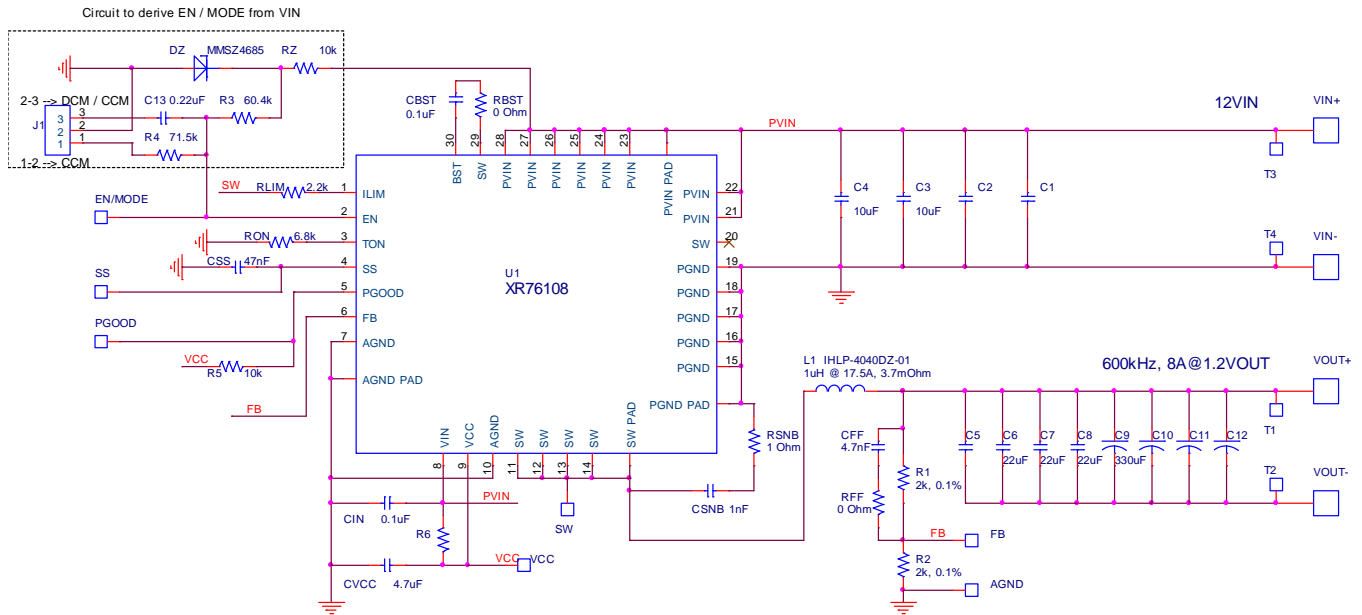 Circuit to derive EN / MODE from VIN
DZ MMSZ4685 RZ 10k
2-3 --> DCM / CCM
C13 0.22uF R3 60.4k
J1
3
2
1
3
2
1
R4 71.5k
1-2 --> CCM
CBST
0.1uF
RBST
0 Ohm
12VIN
VIN+
PVIN
30
29
28
27
26
25
24
23
BST
SW
PVIN
PVIN
PVIN
PVIN
PVIN
PVIN
PVIN PAD
T3
SW RLIM 2.2k
1 ILIM
EN/MODE
2 EN
RON 6.8k
3 TON
CSS 47nF
4 SS
SS
5 PGOOD
PGOOD
6 FB
7 AGND
VCC
R5 10k
AGND PAD
FB
U1
XR76108
PVIN 22
PVIN 21
SW 20
PGND 19
PGND 18
PGND 17
PGND 16
PGND 15
PGND PAD
C4
10uF
C3
10uF
C2
C1
T4
VIN-
VIN
VCC
AGND
SW
SW
SW
SW
SW PAD
8
9
10
11
12
13
14
L1 IHLP-4040DZ-01
1uH @ 17.5A, 3.7mOhm
600kHz, 8A@1.2VOUT
VOUT+
T1
RSNB
1 Ohm
CSNB 1nF
CFF
4.7nF
R1
2k, 0.1%
RFF
0 Ohm
C5
C6
22uF
C7
22uF
C8
22uF
C9
330uF
C10
C11
C12
T2
VOUT-
CIN
0.1uF
PVIN
R6
SW
CVCC 4.7uF
VCC VCC
FB FB
R2
2k, 0.1%
AGND